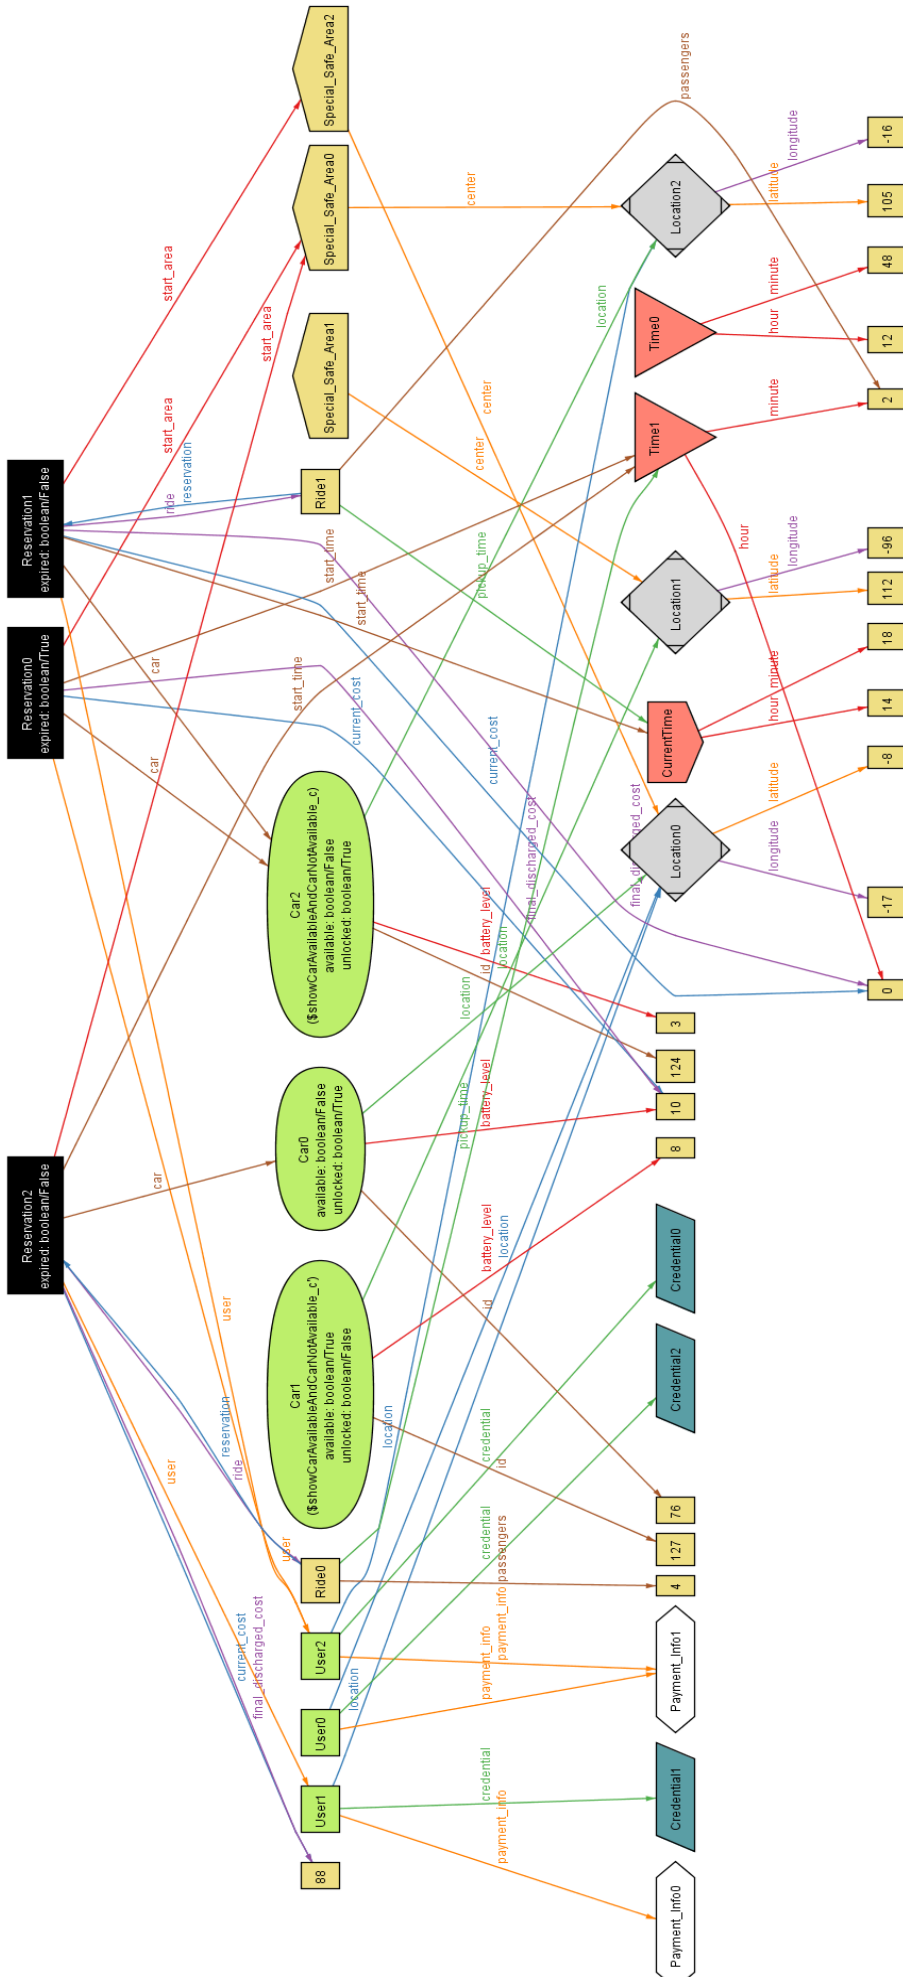 Reservation2
expired: boolean/False
Reservation0
expired: boolean/True
Reservation1
expired: boolean/False
user
current_cost
final_discharged_cost
reservation
ride
user
user
car
car
car
start_time
start_time
start_time
current_cost
current_cost
final_discharged_cost
final_discharged_cost
ride
reservation
start_area
start_area
start_area
88
User1
User0
User2
Ride0
Car1
($showCarAvailableAndCarNotAvailable_c')
available: boolean/True
unlocked: boolean/False
Car0
available: boolean/False
unlocked: boolean/True
Car2
($showCarAvailableAndCarNotAvailable_c)
available: boolean/False
unlocked: boolean/True
Ride1
Special_Safe_Area1
Special_Safe_Area0
Special_Safe_Area2
payment_info
credential
location
payment_info
payment_info
passengers
credential
credential
location
location
id
id
id
battery_level
battery_level
battery_level
pickup_time
location
location
location
pickup_time
center
center
center
passengers
Payment_Info0
Credential1
Payment_Info1
4
127
76
Credential2
Credential0
8
10
124
3
Location0
CurrentTime
Location1
Time1
Time0
Location2
longitude
latitude
hour
minute
latitude
longitude
hour
minute
hour
minute
latitude
longitude
0
-17
-8
14
18
112
-96
2
12
48
105
-16